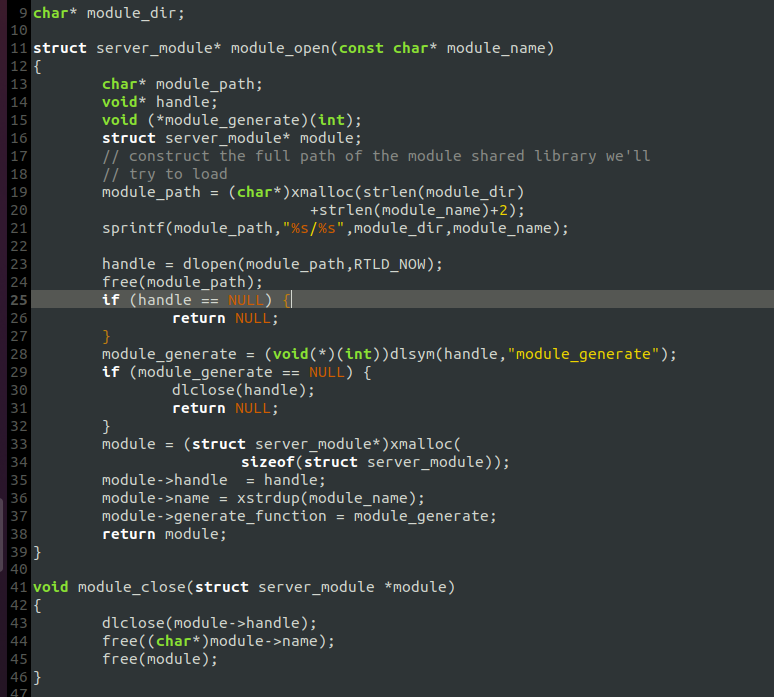 9 char* module_dir;
10
11 struct server_module* module_open(const char* module_name)
12 {
13         char* module_path;
14         void* handle;
15         void (*module_generate)(int);
16         struct server_module* module;
17         // construct the full path of the module shared library we'll
18         // try to load
19         module_path = (char*)xmalloc(strlen(module_dir)
20                                 +strlen(module_name)+2);
21         sprintf(module_path,"%s/%s",module_dir,module_name);
22
23         handle = dlopen(module_path,RTLD_NOW);
24         free(module_path);
25         if (handle == NULL) {
26                 return NULL;
27         }
28         module_generate = (void(*)(int))dlsym(handle,"module_generate");
29         if (module_generate == NULL) {
30                 dlclose(handle);
31                 return NULL;
32         }
33         module = (struct server_module*)xmalloc(
34                         sizeof(struct server_module));
35         module->handle  = handle;
36         module->name = xstrdup(module_name);
37         module->generate_function = module_generate;
38         return module;
39 }
40
41 void module_close(struct server_module *module)
42 {
43         dlclose(module->handle);
44         free((char*)module->name);
45         free(module);
46 }
47